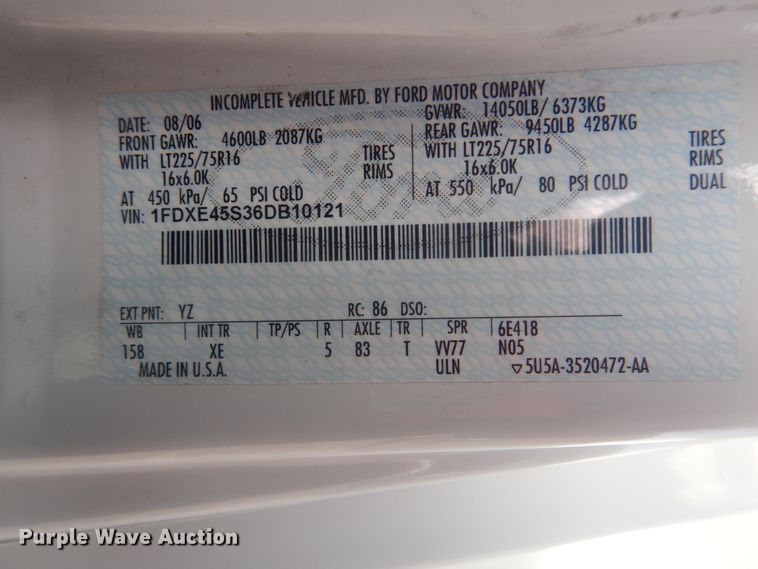 INCOMPLETE VEHICLE MFD. BY FORD MOTOR COMPANY
DATE: 08/06 GVWR: 14050LB/ 6373KG
FRONT GAWR: 4600LB 2087KG REAR GAWR: 9450LB 4287KG
WITH LT225/75R16 TIRES WITH LT225/75R16 TIRES
16x6.0K RIMS 16x6.0K RIMS
AT 450 kPa/ 65 PSI COLD AT 550 kPa/ 80 PSI COLD DUAL
VIN: 1FDXE45S36DB10121
EXT PNT: YZ RC: 86 DSO:
WB INT TR TP/PS R AXLE TR SPR 6E418
158 XE 5 83 T VV77 N05
MADE IN U.S.A. ULN ▽5U5A-3520472-AA
Purple Wave Auction